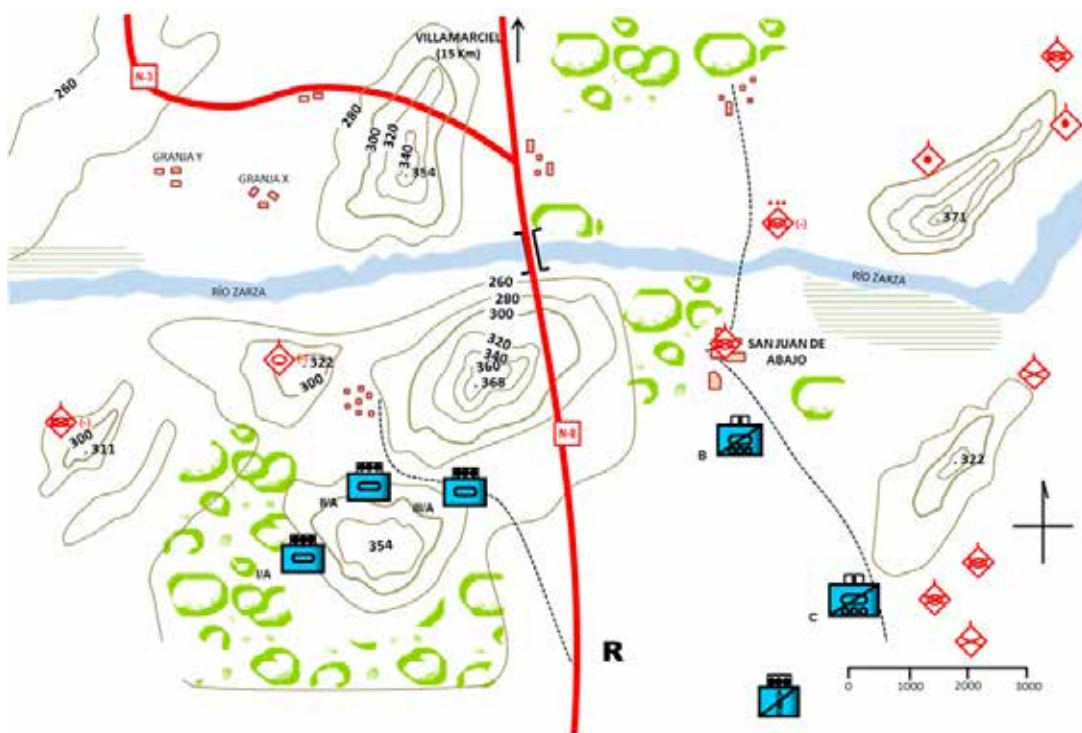 VILLAMARCIEL
(15 Km)
N-3
260
280
300
320
340
354
GRANJA Y
GRANJA X
371
(-)
RÍO ZARZA
RÍO ZARZA
260
280
300
320
340
360
368
322
300
SAN JUAN DE
ABAJO
(-)
300
311
N-8
B
322
II/A
III/A
354
I/A
C
R
0 1000 2000 3000